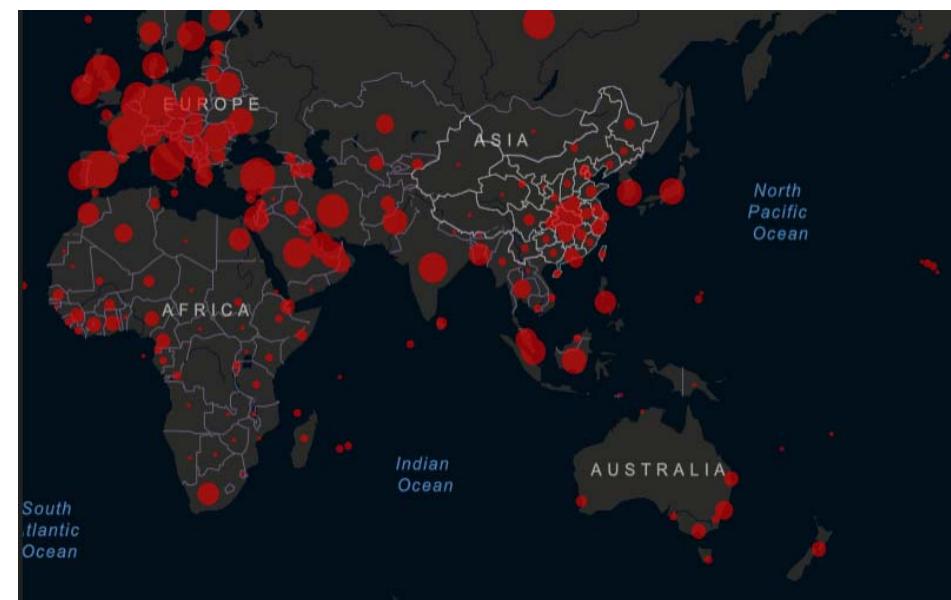 EUROPE
ASIA
North
Pacific
Ocean
AFRICA
Indian
Ocean
AUSTRALIA
South
tlantic
Ocean